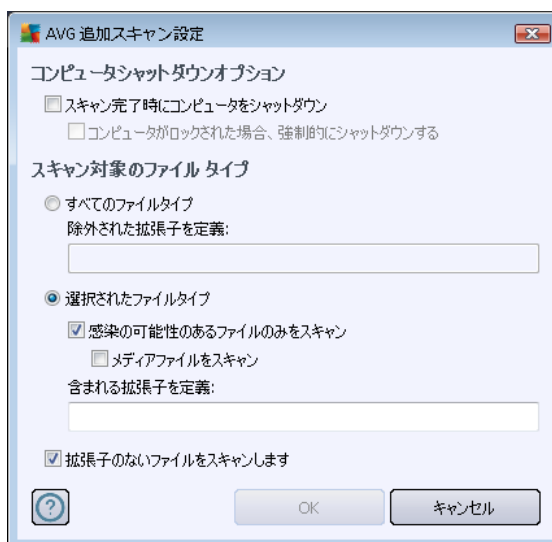 AVG 追加スキャン設定
コンピュータシャットダウンオプション
スキャン完了時にコンピュータをシャットダウン
コンピュータがロックされた場合、強制的にシャットダウンする
スキャン対象のファイル タイプ
すべてのファイルタイプ
除外された拡張子を定義:
選択されたファイルタイプ
感染の可能性のあるファイルのみをスキャン
メディアファイルをスキャン
含まれる拡張子を定義:
拡張子のないファイルをスキャンします
? OK キャンセル